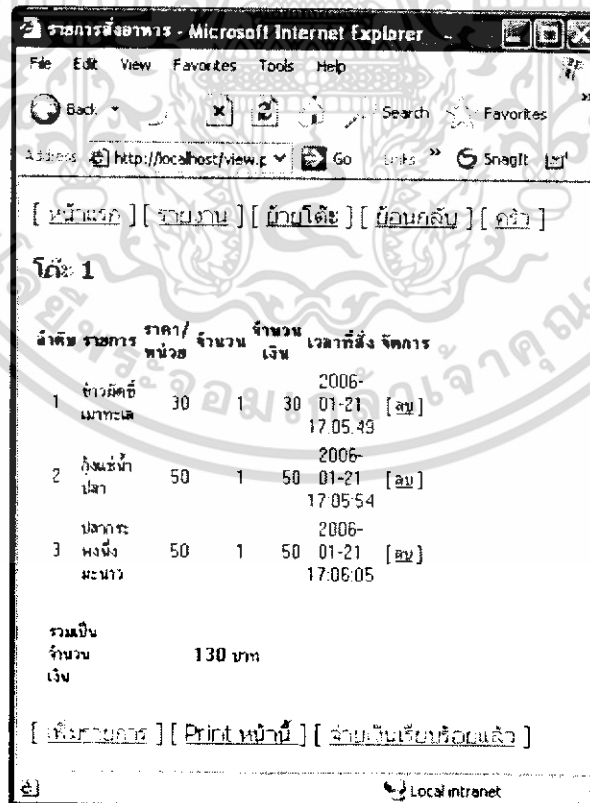 รายการสั่งอาหาร - Microsoft Internet Explorer
File Edit View Favorites Tools Help
Back Search Favorites »
Address http://localhost/view.p Go Links » SnagIt
[ หน้าแรก ][ รายงาน ][ ย้ายโต๊ะ ][ ย้อนกลับ ][ ครัว ]
โต๊ะ 1
ลำดับ รายการ ราคา/หน่วย จำนวน จำนวนเงิน เวลาที่สั่ง จัดการ
1 ข้าวผัดขี้เมาทะเล 30 1 30 2006-01-21 17:05:49 [ลบ]
2 กุ้งแช่น้ำปลา 50 1 50 2006-01-21 17:05:54 [ลบ]
3 ปลากระพงนึ่งมะนาว 50 1 50 2006-01-21 17:06:05 [ลบ]
รวมเป็นจำนวนเงิน 130 บาท
[ เพิ่มรายการ ][ Print หน้านี้ ][ จ่ายเงินเรียบร้อยแล้ว ]
Local intranet